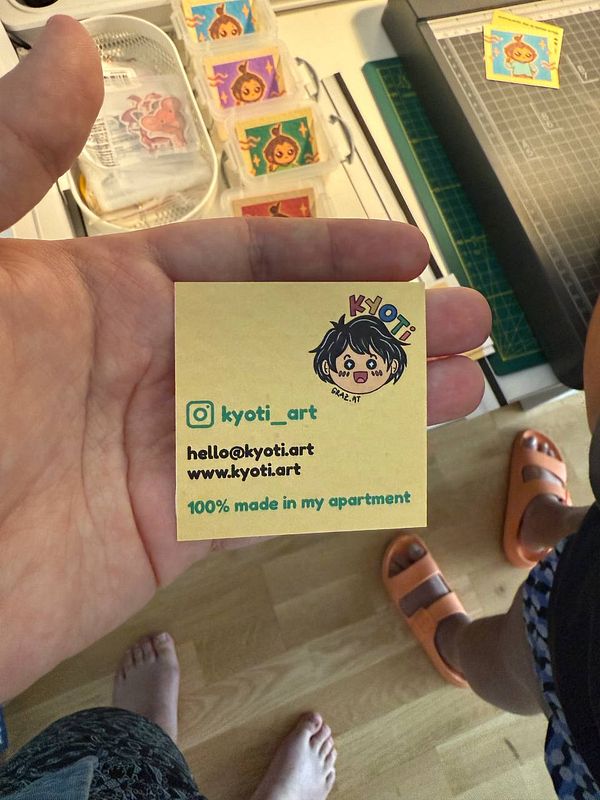 KYOTi
GRAZ.AT
kyoti_art
hello@kyoti.art
www.kyoti.art
100% made in my apartment